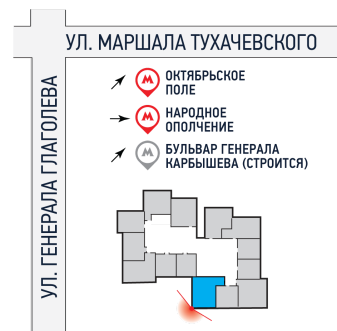 УЛ. МАРШАЛА ТУХАЧЕВСКОГО
УЛ. ГЕНЕРАЛА ГЛАГОЛЕВА
М ОКТЯБРЬСКОЕ
ПОЛЕ
М НАРОДНОЕ
ОПОЛЧЕНИЕ
М БУЛЬВАР ГЕНЕРАЛА
КАРБЫШЕВА (СТРОИТСЯ)